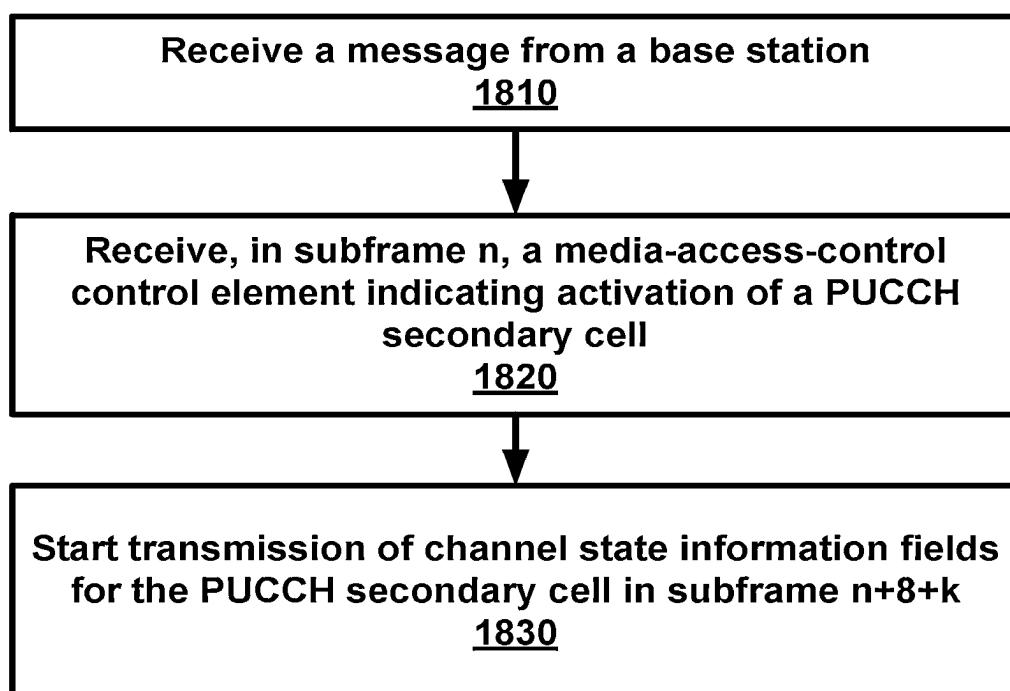 Receive a message from a base station
1810
Receive, in subframe n, a media-access-control
control element indicating activation of a PUCCH
secondary cell
1820
Start transmission of channel state information fields
for the PUCCH secondary cell in subframe n+8+k
1830